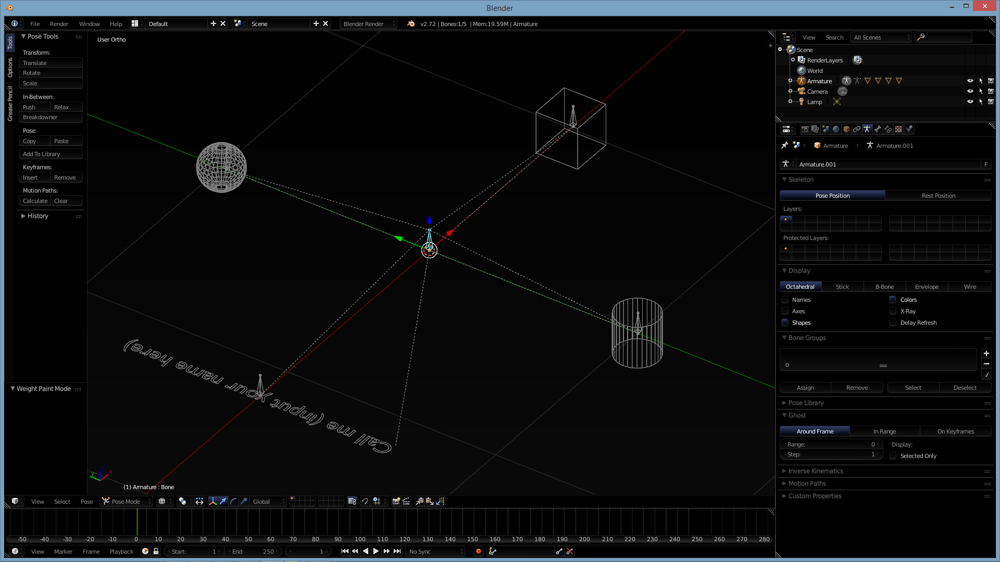 Blender
File Render Window Help Default Scene Blender Render v2.72 | Bones:1/5 | Mem:19.59M | Armature
Tools
Options
Grease Pencil
Pose Tools
Transform:
Translate
Rotate
Scale
In-Between:
Push Relax
Breakdowner
Pose:
Copy Paste
Add To Library
Keyframes:
Insert Remove
Motion Paths:
Calculate Clear
History
Weight Paint Mode
User Ortho
Call me (input your name here)
z
y x
(1) Armature : Bone
View Select Pose Pose Mode Global
-50 -40 -30 -20 -10 0 10 20 30 40 50 60 70 80 90 100 110 120 130 140 150 160 170 180 190 200 210 220 230 240 250 260 270 280
View Marker Frame Playback Start: 1 End: 250 1 No Sync
View Search All Scenes
Scene
RenderLayers
World
Armature
Camera
Lamp
Armature Armature.001
Armature.001 F
Skeleton
Pose Position Rest Position
Layers:
Protected Layers:
Display
Octahedral Stick B-Bone Envelope Wire
Names Colors
Axes X-Ray
Shapes Delay Refresh
Bone Groups
Assign Remove Select Deselect
Pose Library
Ghost
Around Frame In Range On Keyframes
Range: 0 Display:
Step: 1 Selected Only
Inverse Kinematics
Motion Paths
Custom Properties